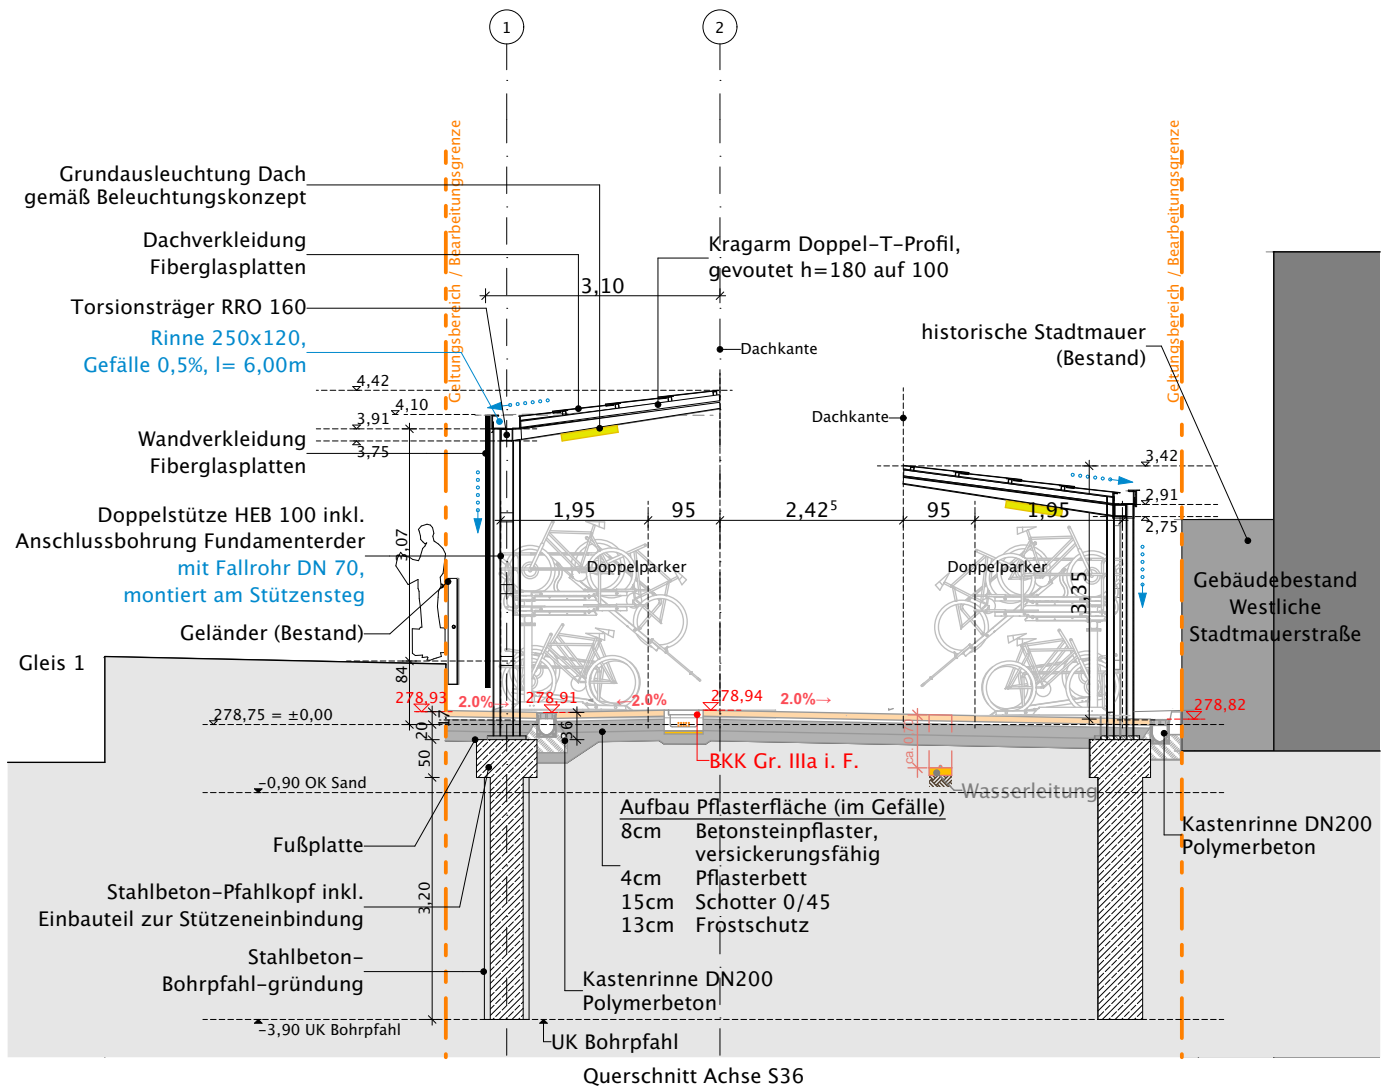 1
2
Geltungsbereich / Bearbeitungsgrenze
Geltungsbereich / Bearbeitungsgrenze
Grundausleuchtung Dach
gemäß Beleuchtungskonzept
Dachverkleidung
Fiberglasplatten
Kragarm Doppel-T-Profil,
gevoutet h=180 auf 100
3,10
Torsionsträger RRO 160
Rinne 250x120,
Gefälle 0,5%, l= 6,00m
Dachkante
historische Stadtmauer
(Bestand)
4,42
4,10
3,91
3,75
Dachkante
Wandverkleidung
Fiberglasplatten
3,42
2,91
2,75
1,95
95
2,42⁵
95
1,95
Doppelstütze HEB 100 inkl.
Anschlussbohrung Fundamenterder
mit Fallrohr DN 70,
montiert am Stützensteg
3,07
Doppelparker
Doppelparker
3,35
Gebäudebestand
Westliche
Stadtmauerstraße
Geländer (Bestand)
Gleis 1
84
278,93
2.0%→
278,91
←2.0%
278,94
2.0%→
278,82
278,75 = ±0,00
17
20
36
50
BKK Gr. IIIa i. F.
-0,90 OK Sand
Wasserleitung
Aufbau Pflasterfläche (im Gefälle)
8cm Betonsteinpflaster,
versickerungsfähig
4cm Pflasterbett
15cm Schotter 0/45
13cm Frostschutz
Kastenrinne DN200
Polymerbeton
Fußplatte
Stahlbeton-Pfahlkopf inkl.
Einbauteil zur Stützeneinbindung
3,20
Stahlbeton-
Bohrpfahl-gründung
Kastenrinne DN200
Polymerbeton
-3,90 UK Bohrpfahl
UK Bohrpfahl
Querschnitt Achse S36